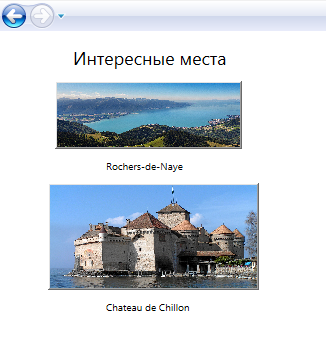 Интересные места
Rochers-de-Naye
Chateau de Chillon